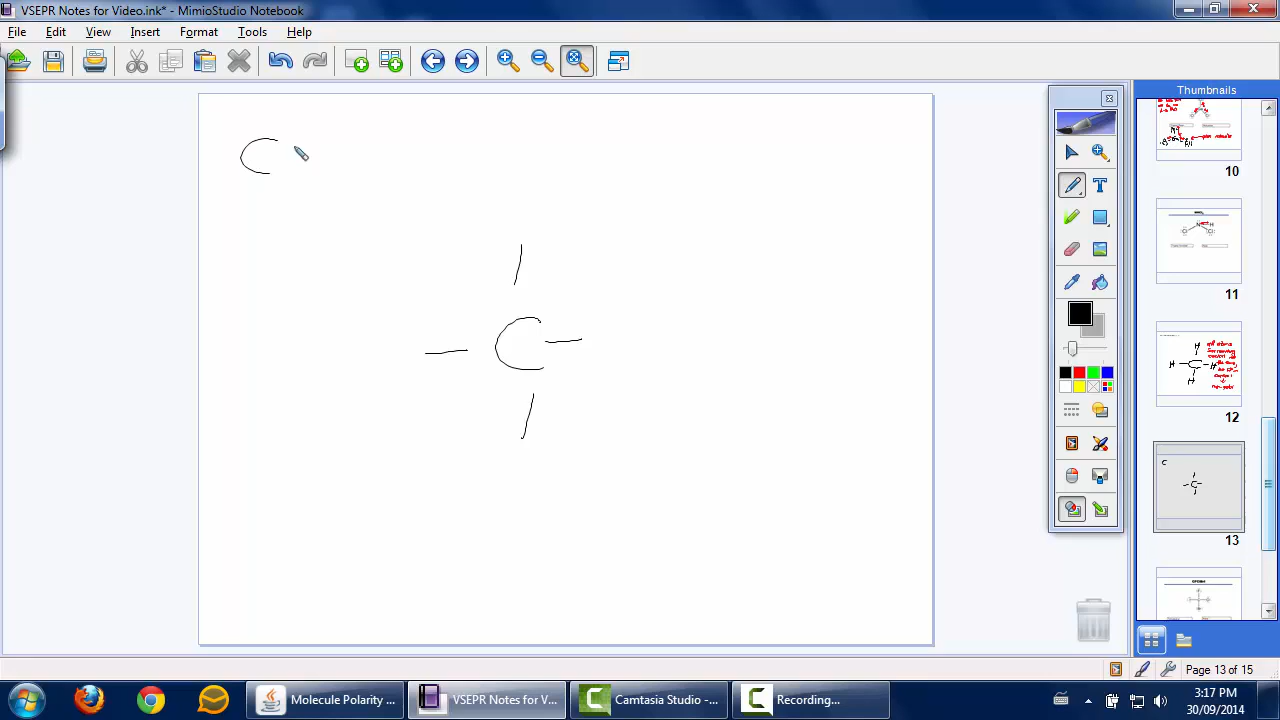 VSEPR Notes for Video.ink* - MimioStudio Notebook
File Edit View Insert Format Tools Help
Thumbnails
10
11
12
13
C
C
T
Page 13 of 15
Molecule Polarity ...
VSEPR Notes for V...
Camtasia Studio -...
Recording...
3:17 PM
30/09/2014